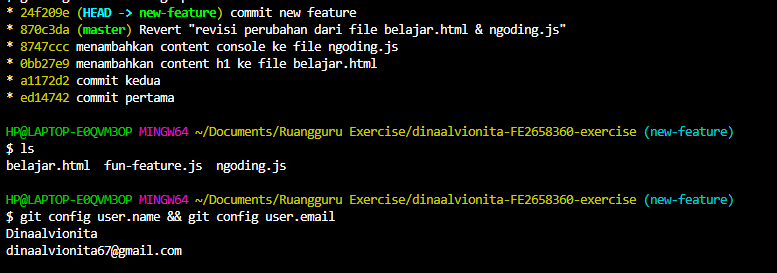 * 24f209e (HEAD -> new-feature) commit new feature
* 870c3da (master) Revert "revisi perubahan dari file belajar.html & ngoding.js"
* 8747ccc menambahkan content console ke file ngoding.js
* 0bb27e9 menambahkan content h1 ke file belajar.html
* a1172d2 commit kedua
* ed14742 commit pertama
HP@LAPTOP-E0QVM3OP MINGW64 ~/Documents/Ruangguru Exercise/dinaalvionita-FE2658360-exercise (new-feature)
$ ls
belajar.html  fun-feature.js  ngoding.js
HP@LAPTOP-E0QVM3OP MINGW64 ~/Documents/Ruangguru Exercise/dinaalvionita-FE2658360-exercise (new-feature)
$ git config user.name && git config user.email
Dinaalvionita
dinaalvionita67@gmail.com